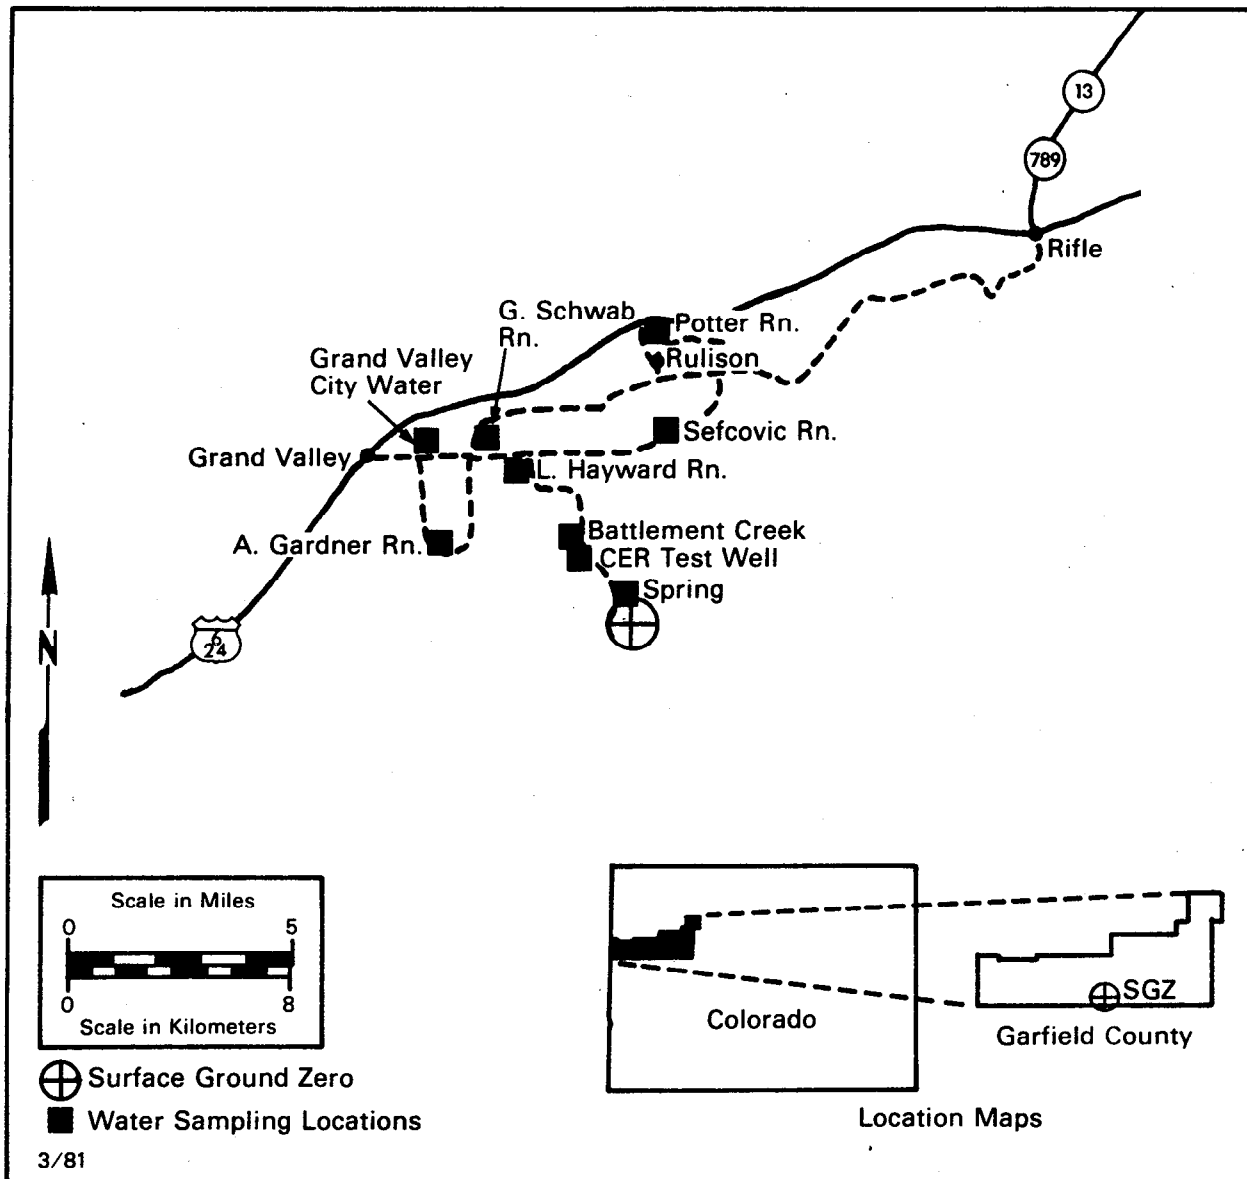 13
789
Rifle
G. Schwab
Rn.
Potter Rn.
Rulison
Grand Valley
City Water
Sefcovic Rn.
Grand Valley
L. Hayward Rn.
A. Gardner Rn.
Battlement Creek
CER Test Well
Spring
6
24
N
Scale in Miles
0 5
0 8
Scale in Kilometers
Surface Ground Zero
Water Sampling Locations
3/81
Colorado
SGZ
Garfield County
Location Maps